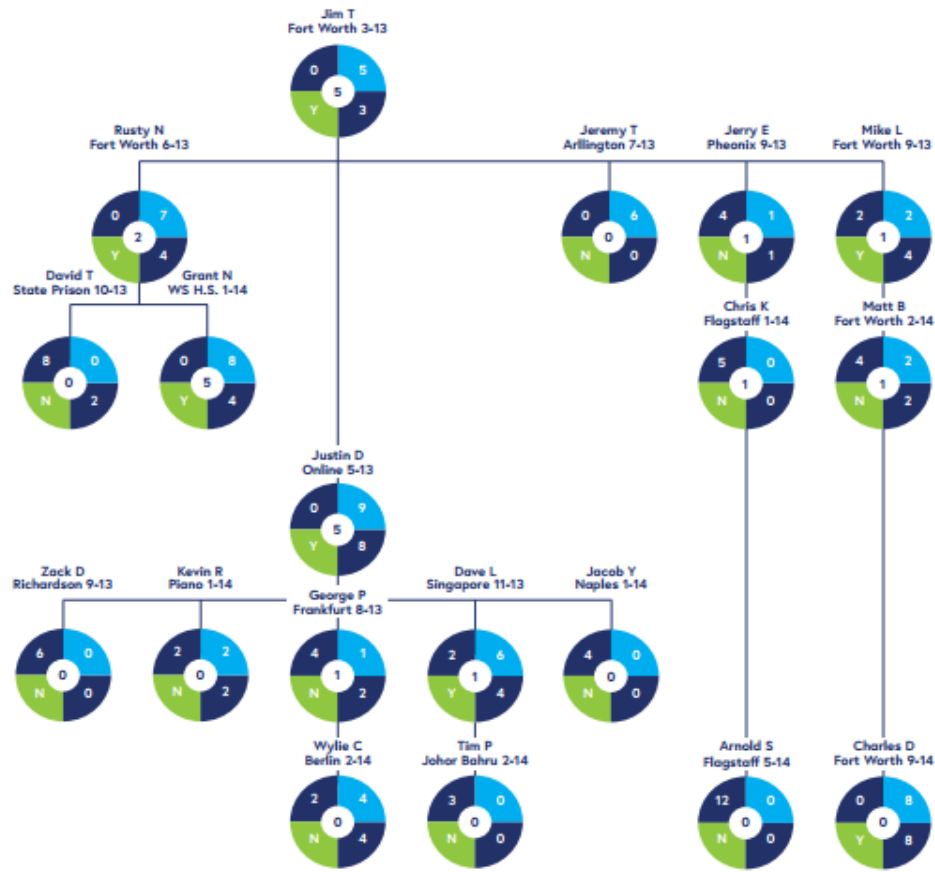 Jim T
Fort Worth 3-13
0 5
5
Y 3
Rusty N
Fort Worth 6-13
Jeremy T
Arllington 7-13
Jerry E
Pheonix 9-13
Mike L
Fort Worth 9-13
0 7
2
Y 4
0 6
0
N 0
4 1
1
N 1
2 2
1
Y 4
David T
State Prison 10-13
Grant N
WS H.S. 1-14
Chris K
Flagstaff 1-14
Matt B
Fort Worth 2-14
8 0
0
N 2
0 8
5
Y 4
5 0
1
N 0
4 2
1
N 2
Justin D
Online 5-13
0 9
5
Y 8
Zack D
Richardson 9-13
Kevin R
Piano 1-14
George P
Frankfurt 8-13
Dave L
Singapore 11-13
Jacob Y
Naples 1-14
6 0
0
N 0
2 2
0
N 2
4 1
1
N 2
2 6
1
Y 4
4 0
0
N 0
Wylie C
Berlin 2-14
Tim P
Johor Bahru 2-14
Arnold S
Flagstaff 5-14
Charles D
Fort Worth 9-14
2 4
0
N 4
3 0
0
N 0
12 0
0
N 0
0 8
0
Y 8